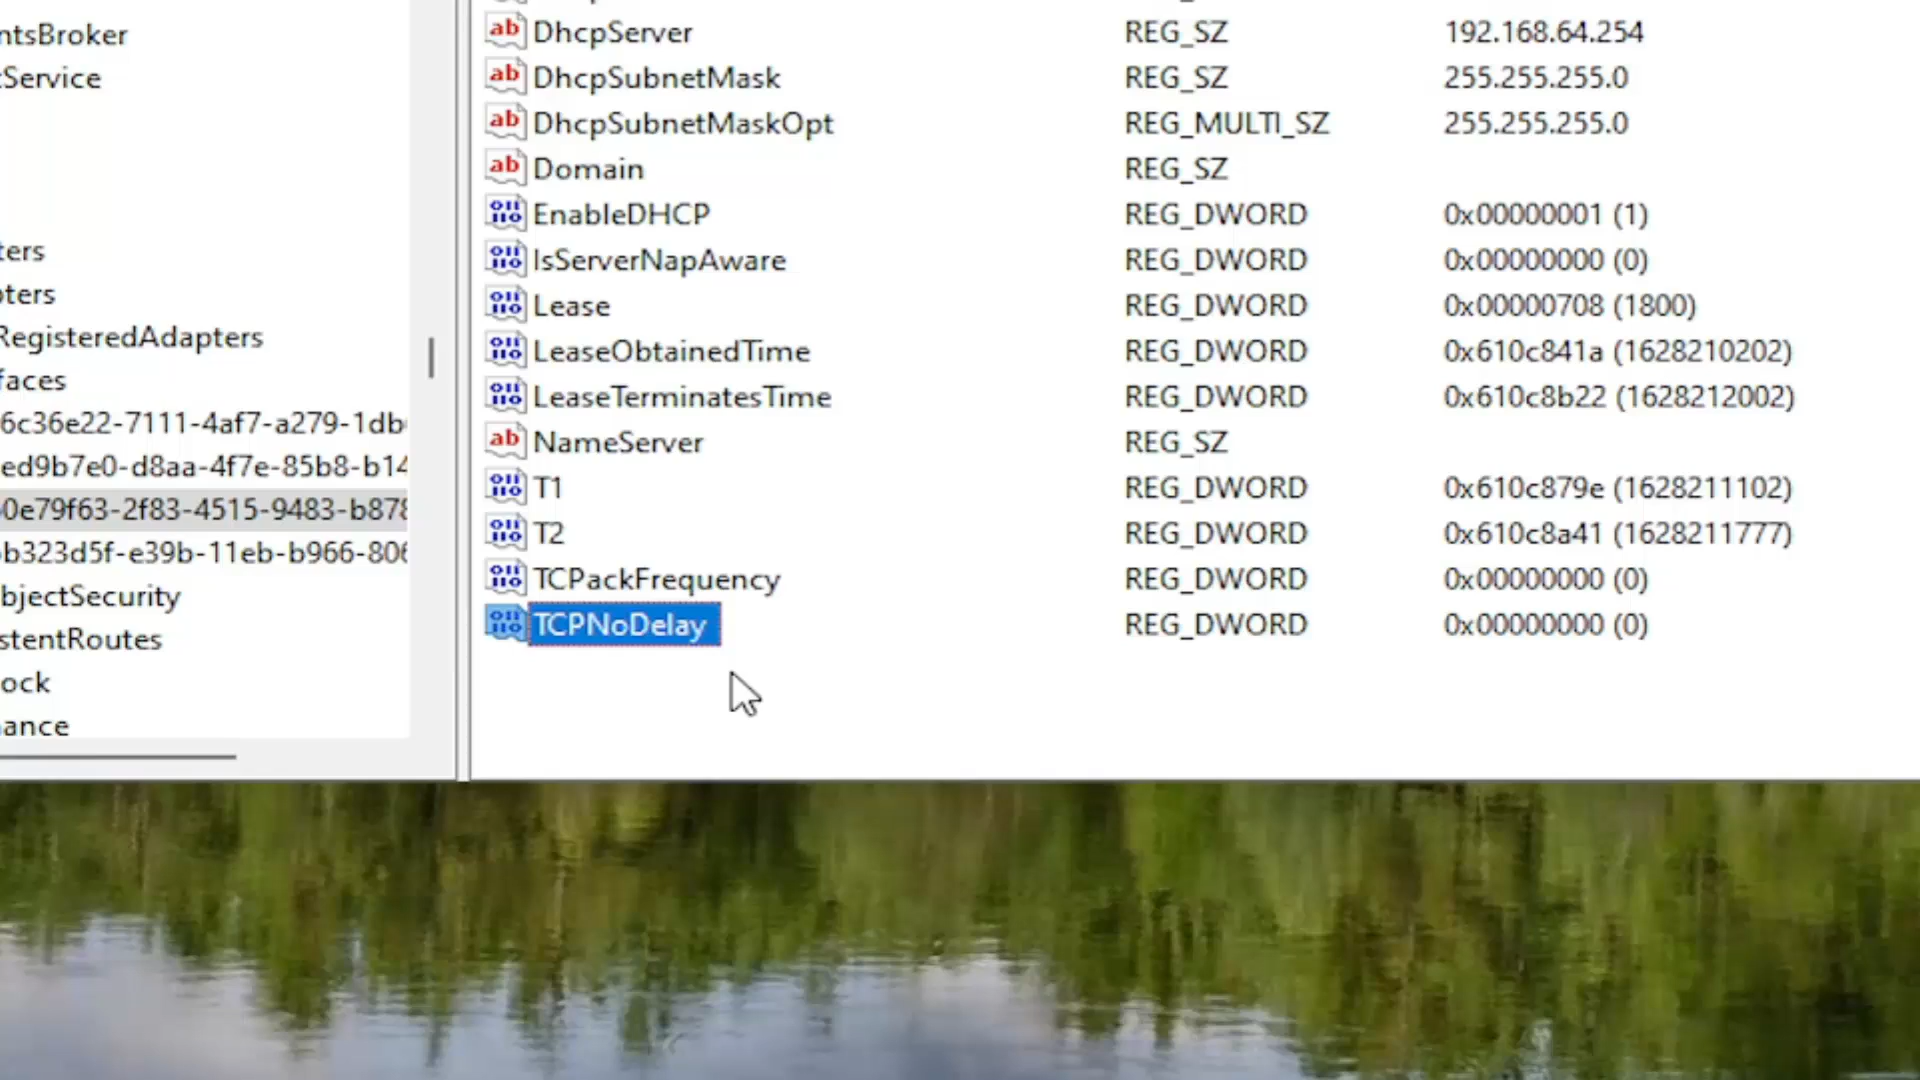 ntsBroker
tService
ters
ters
RegisteredAdapters
faces
6c36e22-7111-4af7-a279-1db
ed9b7e0-d8aa-4f7e-85b8-b14
0e79f63-2f83-4515-9483-b878
b323d5f-e39b-11eb-b966-806
bjectSecurity
stentRoutes
ock
ance
DhcpServer REG_SZ 192.168.64.254
DhcpSubnetMask REG_SZ 255.255.255.0
DhcpSubnetMaskOpt REG_MULTI_SZ 255.255.255.0
Domain REG_SZ
EnableDHCP REG_DWORD 0x00000001 (1)
IsServerNapAware REG_DWORD 0x00000000 (0)
Lease REG_DWORD 0x00000708 (1800)
LeaseObtainedTime REG_DWORD 0x610c841a (1628210202)
LeaseTerminatesTime REG_DWORD 0x610c8b22 (1628212002)
NameServer REG_SZ
T1 REG_DWORD 0x610c879e (1628211102)
T2 REG_DWORD 0x610c8a41 (1628211777)
TCPackFrequency REG_DWORD 0x00000000 (0)
TCPNoDelay REG_DWORD 0x00000000 (0)